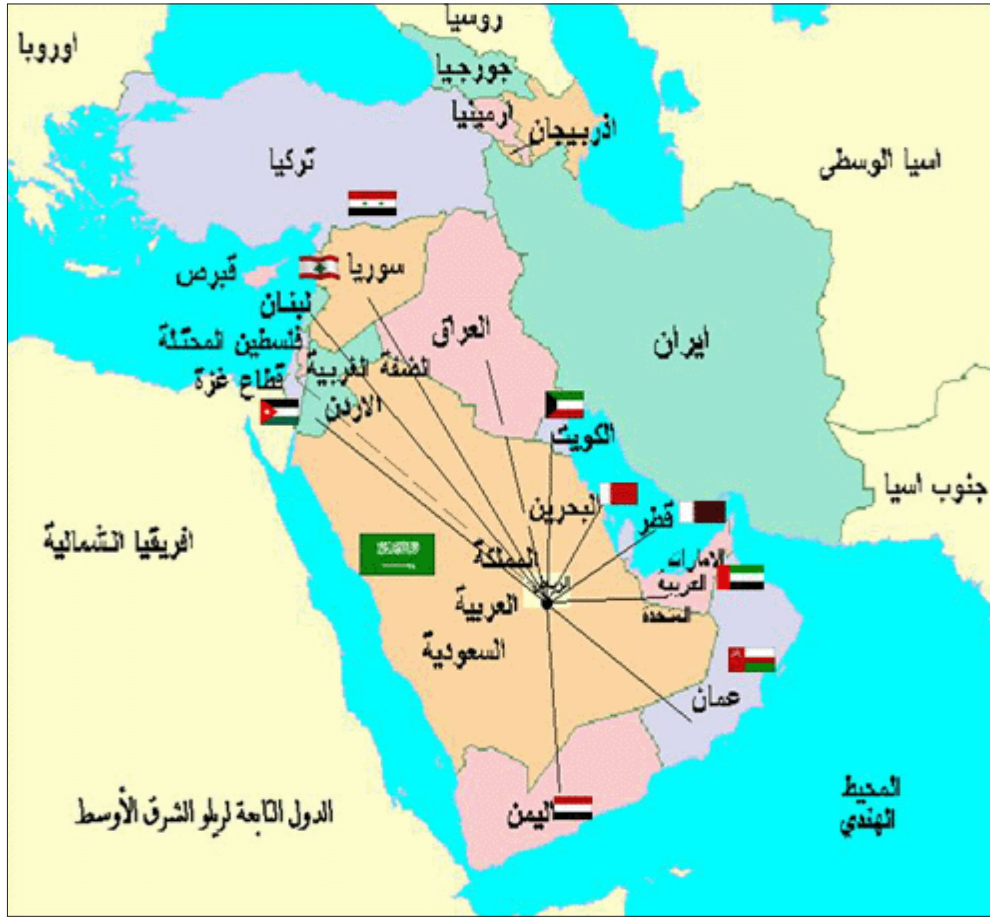 روسيا
اوروبا
جورجيا
ارمينيا
اذربيجان
تركيا
اسيا الوسطى
سوريا
قبرص
لبنان
العراق
ايران
فلسطين المحتلة
الضفة الغربية
قطاع غزة
الاردن
الكويت
جنوب اسيا
البحرين
قطر
افريقيا الشمالية
المملكة
العربية
السعودية
الرياض
الامارات
العربية
المتحدة
عمان
المحيط
الهندي
الدول التابعة لريلو الشرق الأوسط
اليمن